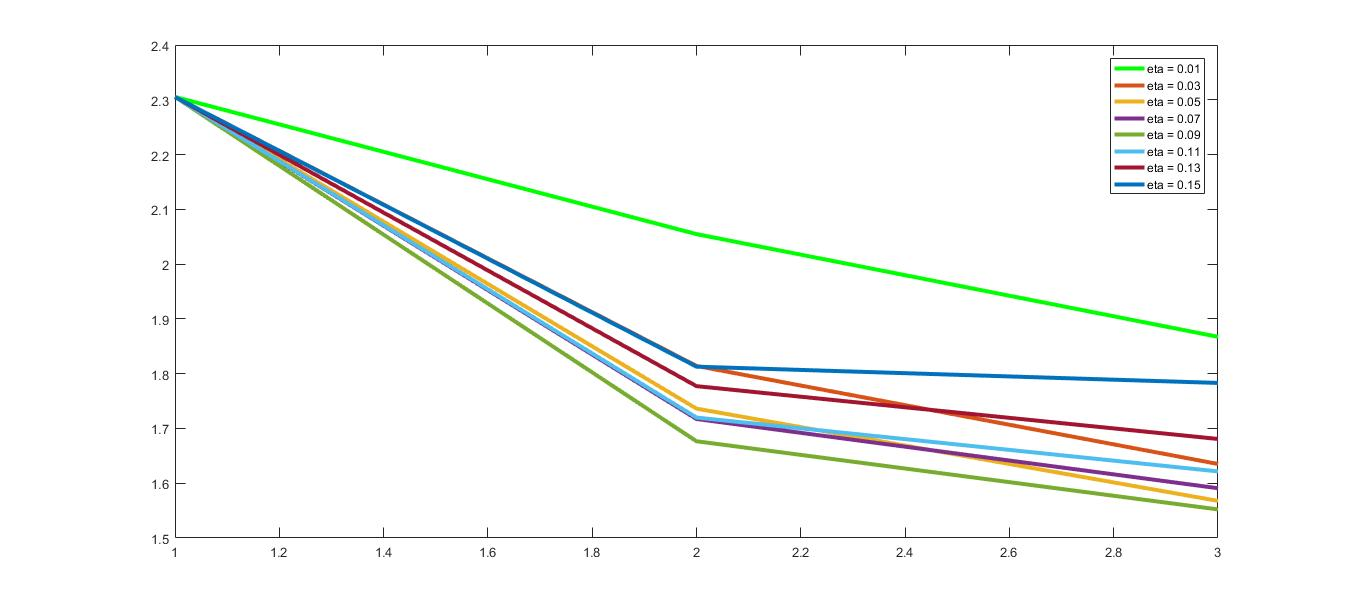 2.4
2.3
2.2
2.1
2
1.9
1.8
1.7
1.6
1.5
1 1.2 1.4 1.6 1.8 2 2.2 2.4 2.6 2.8 3
eta = 0.01
eta = 0.03
eta = 0.05
eta = 0.07
eta = 0.09
eta = 0.11
eta = 0.13
eta = 0.15